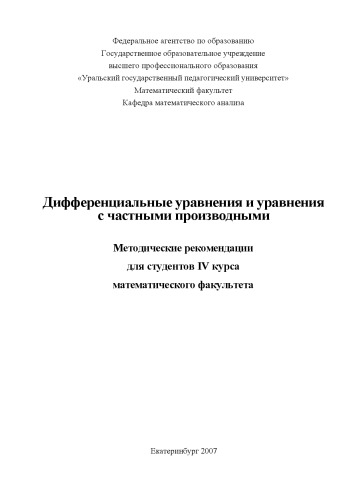 Федеральное агентство по образованию
Государственное образовательное учреждение
высшего профессионального образования
«Уральский государственный педагогический университет»
Математический факультет
Кафедра математического анализа
Дифференциальные уравнения и уравнения
с частными производными
Методические рекомендации
для студентов IV курса
математического факультета
Екатеринбург 2007